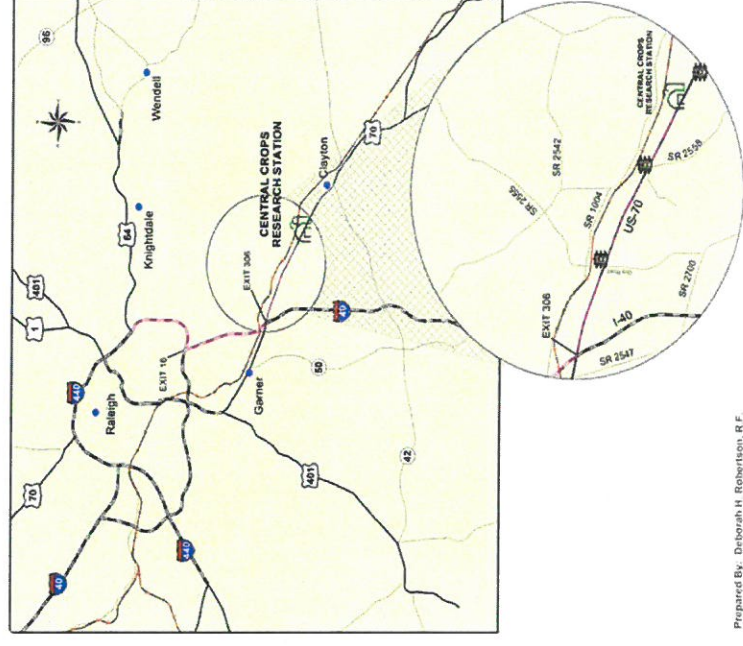 96
70
401
1
40
440
Raleigh
64
Knightdale
Wendell
EXIT 16
440
EXIT 306
CENTRAL CROPS
RESEARCH STATION
Garner
Clayton
401
50
40
70
42
SR 2555
SR 2542
EXIT 306
SR 1004
CENTRAL CROPS
RESEARCH STATION
US-70
I-40
SR 2547
SR 2558
SR 2700
Prepared By: Deborah H Robertson, R.F.